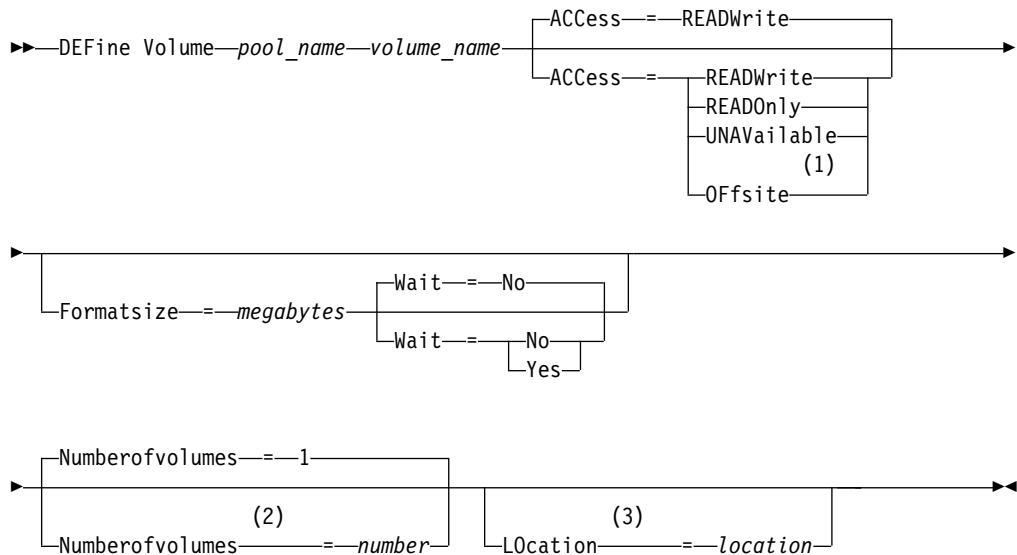 ACCess = READWrite
DEFine Volume pool_name volume_name
ACCess = READWrite
READOnly
UNAVailable
(1)
OFfsite
Wait = No
Formatsize = megabytes
Wait = No
Yes
Numberofvolumes = 1
(2) (3)
Numberofvolumes = number LOcation = location